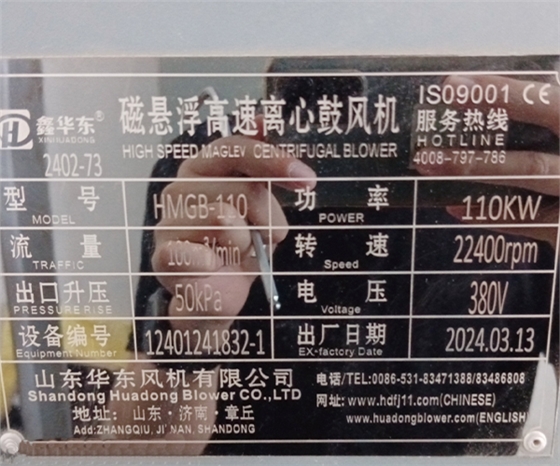 磁悬浮高速离心鼓风机
HIGH SPEED MAGLEV CENTRIFUGAL BLOWER
ISO9001 CE
服务热线
HOTLINE
4008-797-786
鑫华东®
XINHUADONG
2402-73
型号 HMGB-110 功率 110KW
MODEL POWER
流量 100m³/min 转速 22400rpm
TRAFFIC Speed
出口升压 50kPa 电压 380V
PRESSURE RISE Voltage
设备编号 12401241832-1 出厂日期 2024.03.13
Equipment Number EX-factory Date
山东华东风机有限公司
Shandong Huadong Blower CO.,LTD
地址：山东·济南·章丘
Add:ZHANGQIU, JI'NAN, SHANDONG
电话/TEL:0086-531-83471388/83486808
网址：www.hdfj11.com(CHINESE)
www.huadongblower.com(ENGLISH)